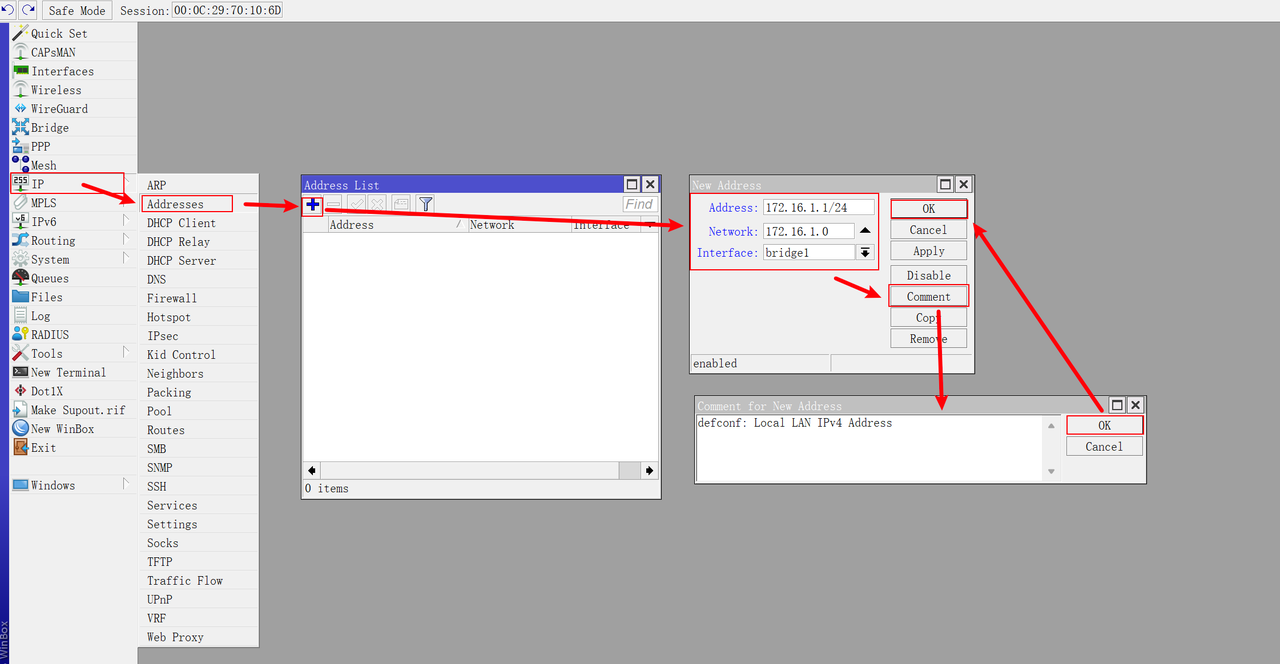 Safe Mode Session: 00:0C:29:70:10:6D
Quick Set
CAPsMAN
Interfaces
Wireless
WireGuard
Bridge
PPP
Mesh
IP
MPLS
IPv6
Routing
System
Queues
Files
Log
RADIUS
Tools
New Terminal
Dot1X
Make Supout.rif
New WinBox
Exit
Windows
WinBox
ARP
Addresses
DHCP Client
DHCP Relay
DHCP Server
DNS
Firewall
Hotspot
IPsec
Kid Control
Neighbors
Packing
Pool
Routes
SMB
SNMP
SSH
Services
Settings
Socks
TFTP
Traffic Flow
UPnP
VRF
Web Proxy
Address List
Find
Address / Network Interface
0 items
New Address
Address: 172.16.1.1/24
Network: 172.16.1.0
Interface: bridge1
OK
Cancel
Apply
Disable
Comment
Copy
Remove
enabled
Comment for New Address
defconf: Local LAN IPv4 Address
OK
Cancel